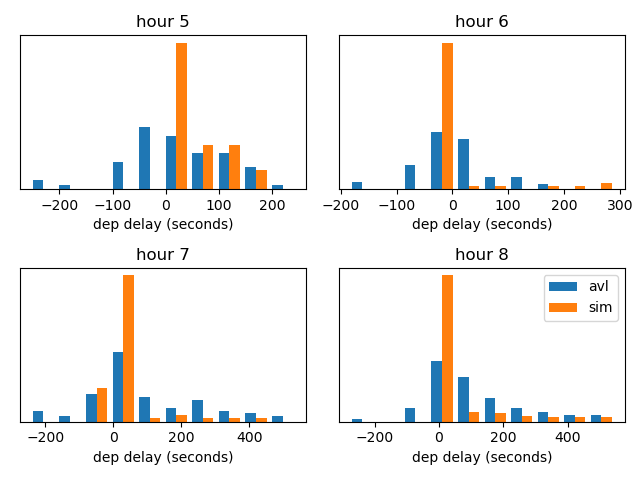 hour 5
hour 6
−200 −100 0 100 200
−200 −100 0 100 200 300
dep delay (seconds)
dep delay (seconds)
hour 7
hour 8
avl
sim
−200 0 200 400
−200 0 200 400
dep delay (seconds)
dep delay (seconds)